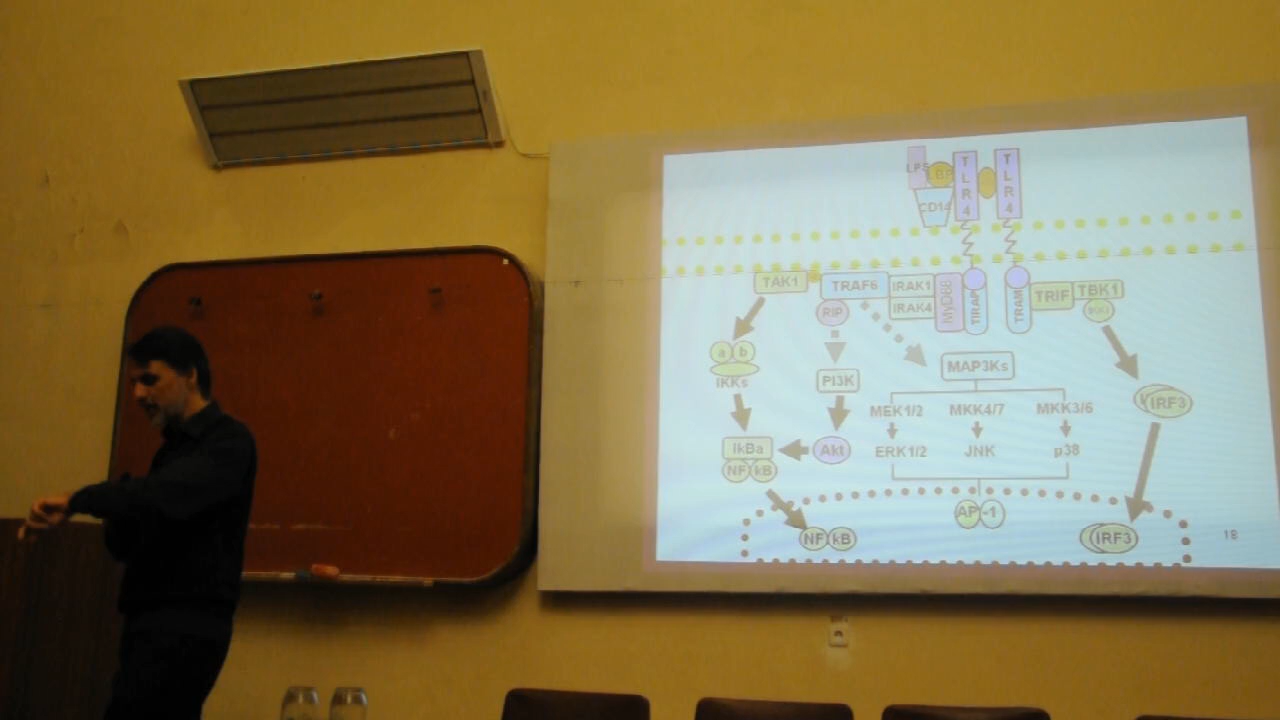 LPS
LBP
CD14
TLR4
TLR4
TAK1
TRAF6
IRAK1
IRAK4
MyD88
TIRAP
TRAM
TRIF
TBK1
RIP
a b
IKKs
PI3K
MAP3Ks
IRF3
MEK1/2
MKK4/7
MKK3/6
IkBa
NF kB
Akt
ERK1/2
JNK
p38
AP -1
NF kB
IRF3
18